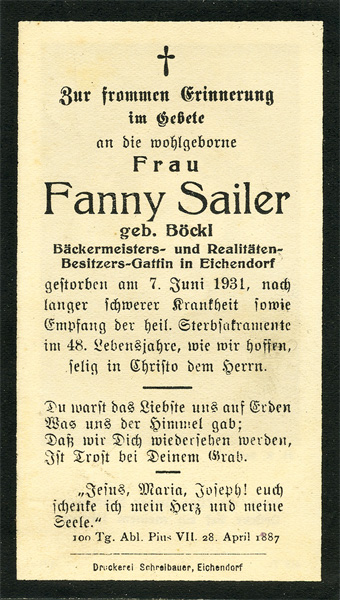 Zur frommen Erinnerung
im Gebete
an die wohlgeborne
Frau
Fanny Sailer
geb. Böckl
Bäckermeisters- und Realitäten-
Besitzers-Gattin in Eichendorf
gestorben am 7. Juni 1931, nach
langer schwerer Krankheit sowie
Empfang der heil. Sterbsakramente
im 48. Lebensjahre, wie wir hoffen,
selig in Christo dem Herrn.
Du warst das Liebste uns auf Erden
Was uns der Himmel gab;
Daß wir Dich wiedersehen werden,
Ist Trost bei Deinem Grab.
„Jesus, Maria, Joseph! euch
schenke ich mein Herz und meine
Seele.“
100 Tg. Abl. Pius VII. 28. April 1887
Druckerei Schreibauer, Eichendorf